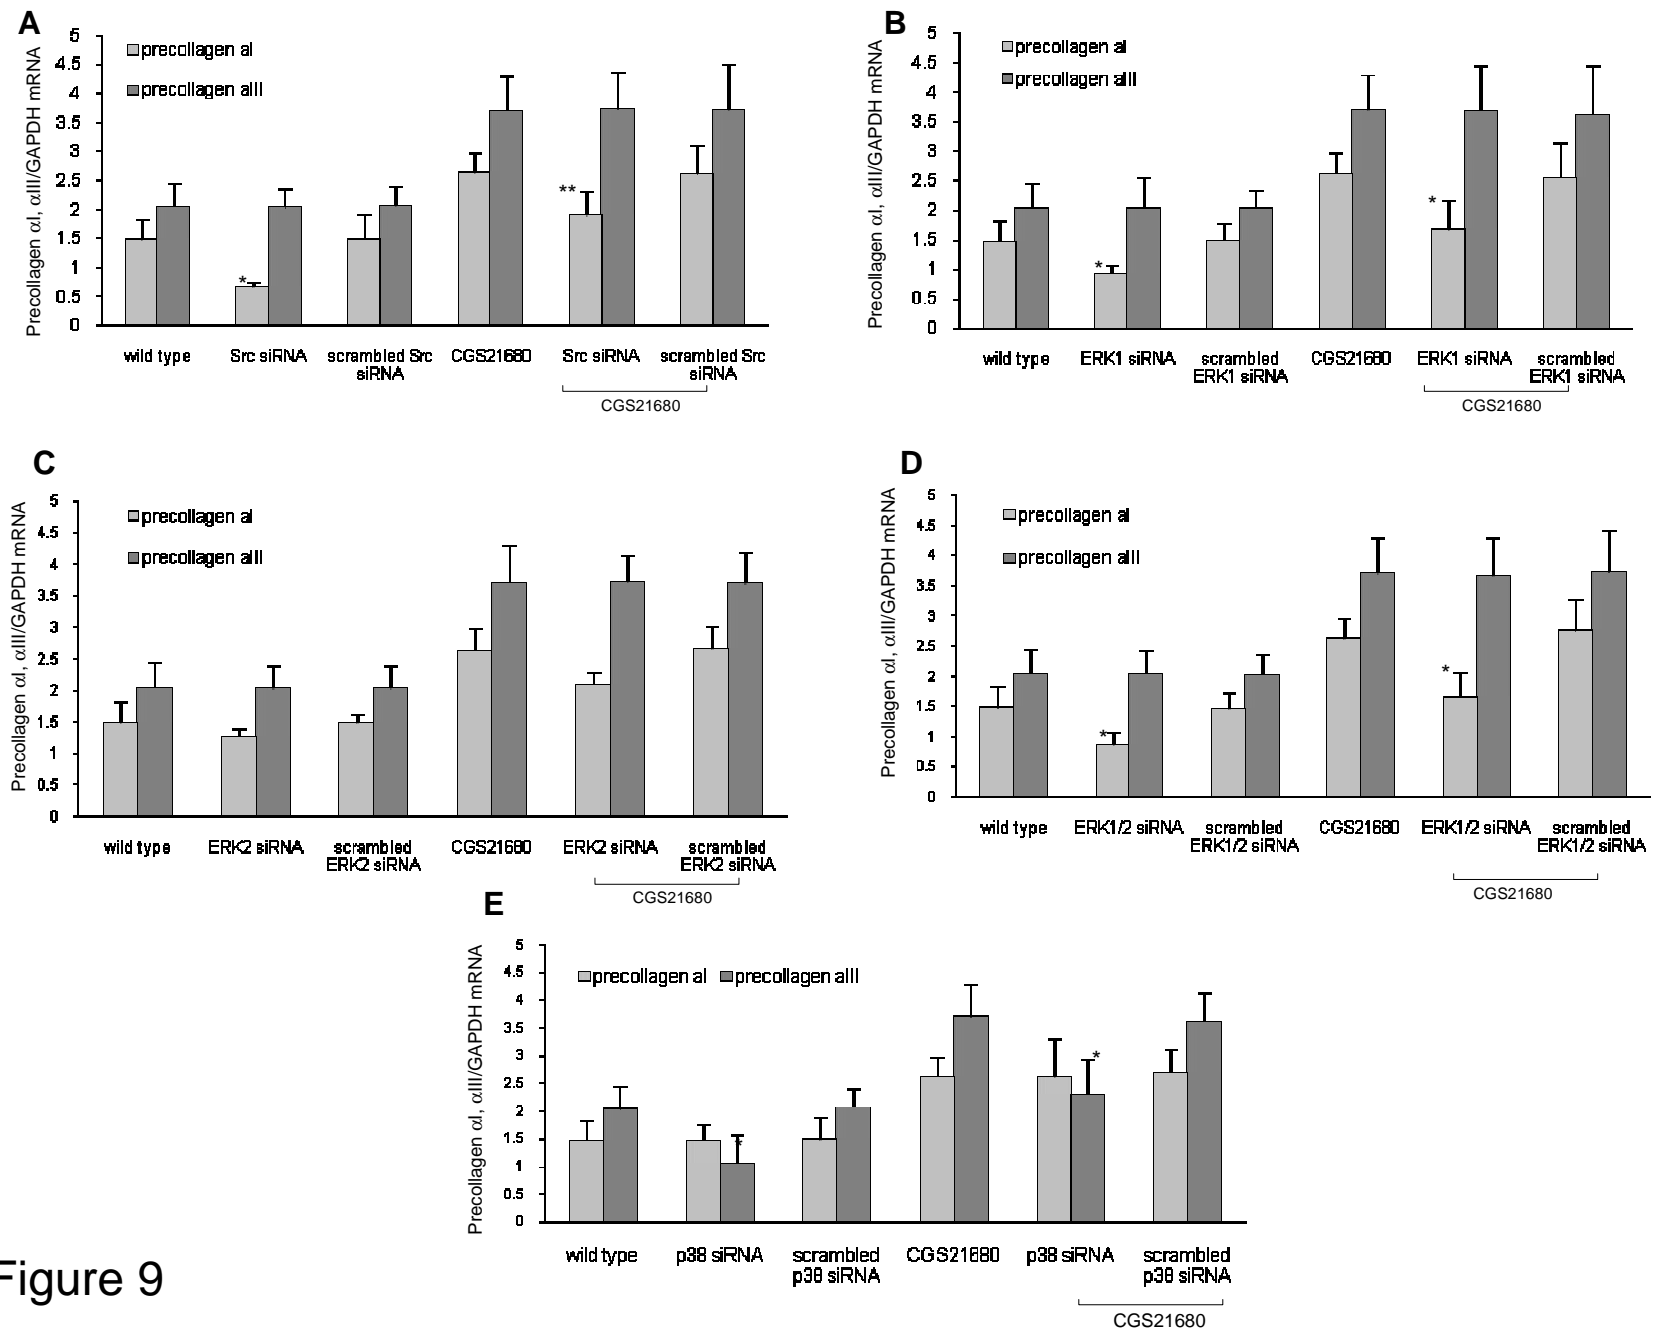 A
Precollagen αI, αIII/GAPDH mRNA
5
4.5
4
3.5
3
2.5
2
1.5
1
0.5
0
precollagen aI
precollagen aIII
*
**
wild type Src siRNA scrambled Src CGS21680 Src siRNA scrambled Src
siRNA siRNA
CGS21680
B
Precollagen αI, αIII/GAPDH mRNA
5
4.5
4
3.5
3
2.5
2
1.5
1
0.5
0
precollagen aI
precollagen aIII
*
*
wild type ERK1 siRNA scrambled CGS21680 ERK1 siRNA scrambled
ERK1 siRNA ERK1 siRNA
CGS21680
C
Precollagen αI, αIII/GAPDH mRNA
5
4.5
4
3.5
3
2.5
2
1.5
1
0.5
0
precollagen aI
precollagen aIII
wild type ERK2 siRNA scrambled CGS21680 ERK2 siRNA scrambled
ERK2 siRNA ERK2 siRNA
CGS21680
D
Precollagen αI, αIII/GAPDH mRNA
5
4.5
4
3.5
3
2.5
2
1.5
1
0.5
0
precollagen aI
precollagen aIII
*
*
wild type ERK1/2 siRNA scrambled CGS21680 ERK1/2 siRNA scrambled
ERK1/2 siRNA ERK1/2 siRNA
CGS21680
E
Precollagen αI, αIII/GAPDH mRNA
5
4.5
4
3.5
3
2.5
2
1.5
1
0.5
0
precollagen aI precollagen aIII
*
*
wild type p38 siRNA scrambled CGS21680 p38 siRNA scrambled
p38 siRNA p38 siRNA
CGS21680
Figure 9